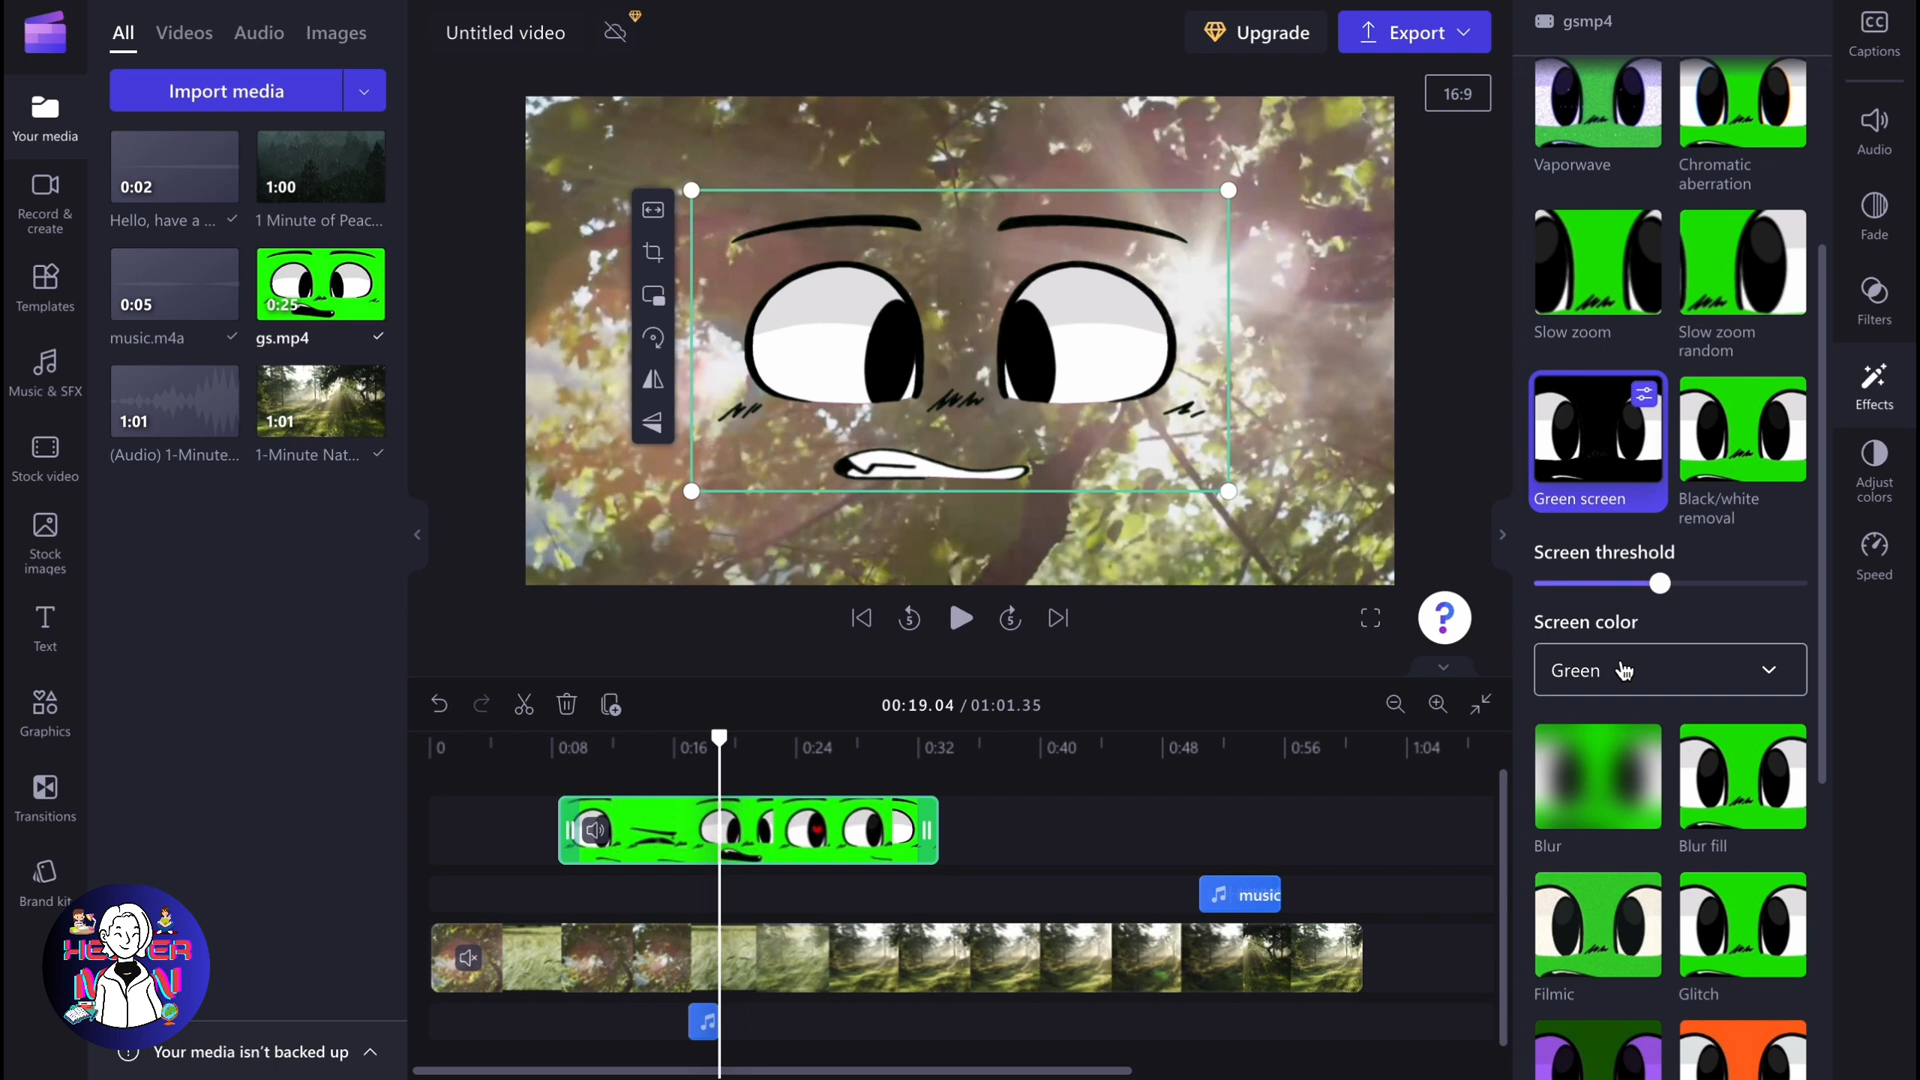 All Videos Audio Images
Import media
Your media
Record &
create
Templates
Music & SFX
Stock video
Stock
images
Text
Graphics
Transitions
Brand kit
0:02
Hello, have a ...
1:00
1 Minute of Peac...
0:05
music.m4a
0:25
gs.mp4
1:01
(Audio) 1-Minute...
1:01
1-Minute Nat...
Your media isn't backed up
Untitled video
Upgrade
Export
16:9
5
5
?
00:19.04 / 01:01.35
0 0:08 0:16 0:24 0:32 0:40 0:48 0:56 1:04
music
gsmp4
Vaporwave
Chromatic
aberration
Slow zoom
Slow zoom
random
Green screen
Black/white
removal
Screen threshold
Screen color
Green
Blur
Blur fill
Filmic
Glitch
CC
Captions
Audio
Fade
Filters
Effects
Adjust
colors
Speed